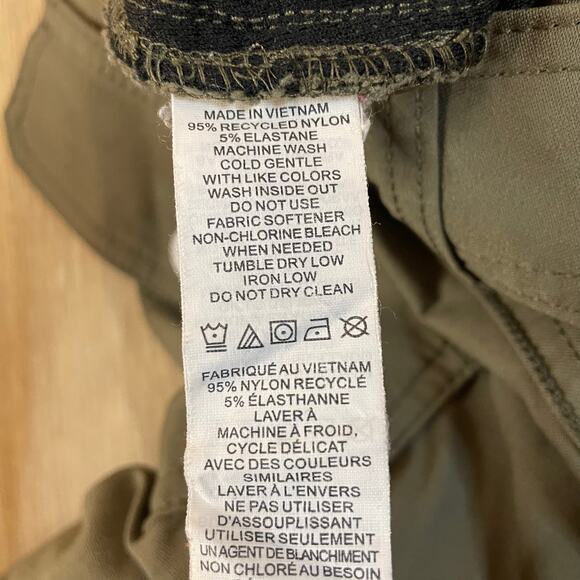 MADE IN VIETNAM
95% RECYCLED NYLON
5% ELASTANE
MACHINE WASH
COLD GENTLE
WITH LIKE COLORS
WASH INSIDE OUT
DO NOT USE
FABRIC SOFTENER
NON-CHLORINE BLEACH
WHEN NEEDED
TUMBLE DRY LOW
IRON LOW
DO NOT DRY CLEAN
FABRIQUÉ AU VIETNAM
95% NYLON RECYCLÉ
5% ÉLASTHANNE
LAVER À
MACHINE À FROID,
CYCLE DÉLICAT
AVEC DES COULEURS
SIMILAIRES
LAVER À L'ENVERS
NE PAS UTILISER
D'ASSOUPLISSANT
UTILISER SEULEMENT
UN AGENT DE BLANCHIMENT
NON CHLORÉ AU BESOIN